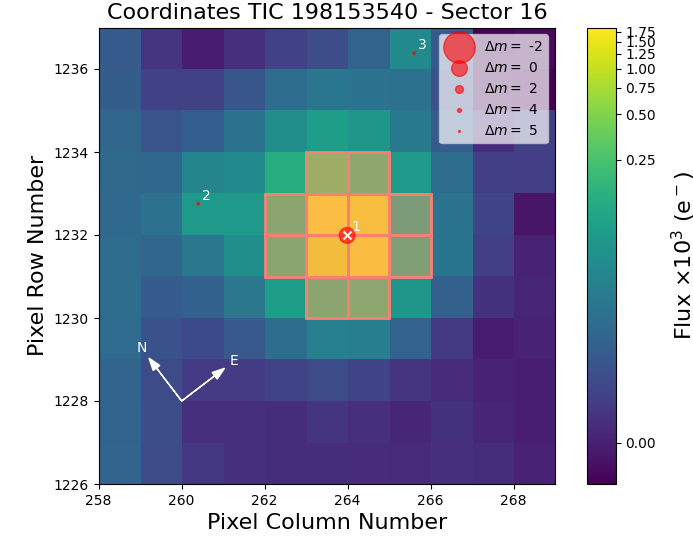 Coordinates TIC 198153540 - Sector 16
Pixel Row Number
1236
1234
1232
1230
1228
1226
258
260
262
264
266
268
Pixel Column Number
3
2
1
N
E
Δm = -2
Δm = 0
Δm = 2
Δm = 4
Δm = 5
1.75
1.50
1.25
1.00
0.75
0.50
0.25
0.00
Flux ×10³ (e⁻)